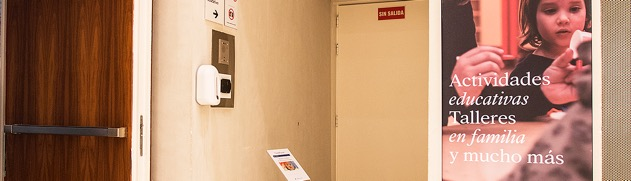 SIN SALIDA
Actividades
educativas
Talleres
en familia
y mucho más